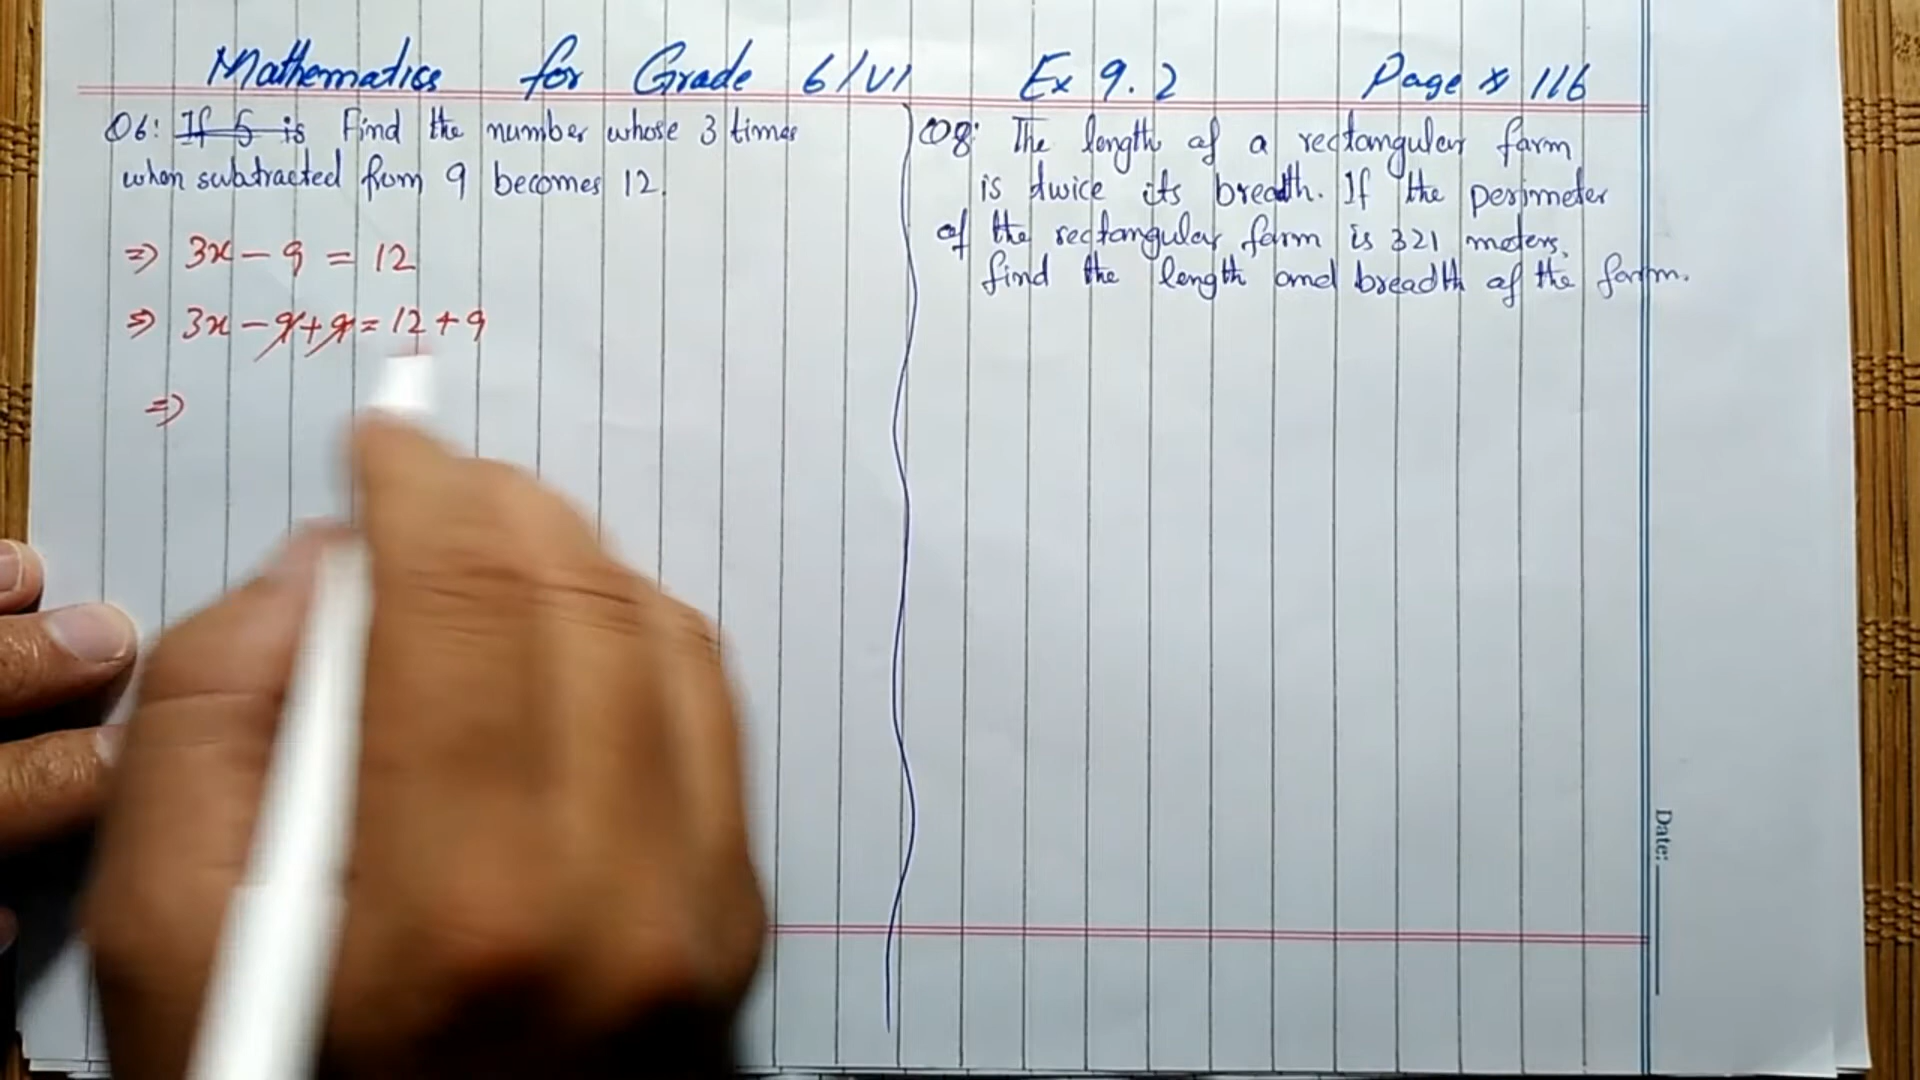 Mathematics for Grade 6/VI Ex 9.2 Page # 116
Q6: If 5 is Find the number whose 3 times
when subtracted from 9 becomes 12.
=> 3x - 9 = 12
=> 3x - 9 + 9 = 12 + 9
=>
Q8: The length of a rectangular farm
is twice its breadth. If the perimeter
of the rectangular farm is 321 meters,
find the length and breadth of the farm.
Date: